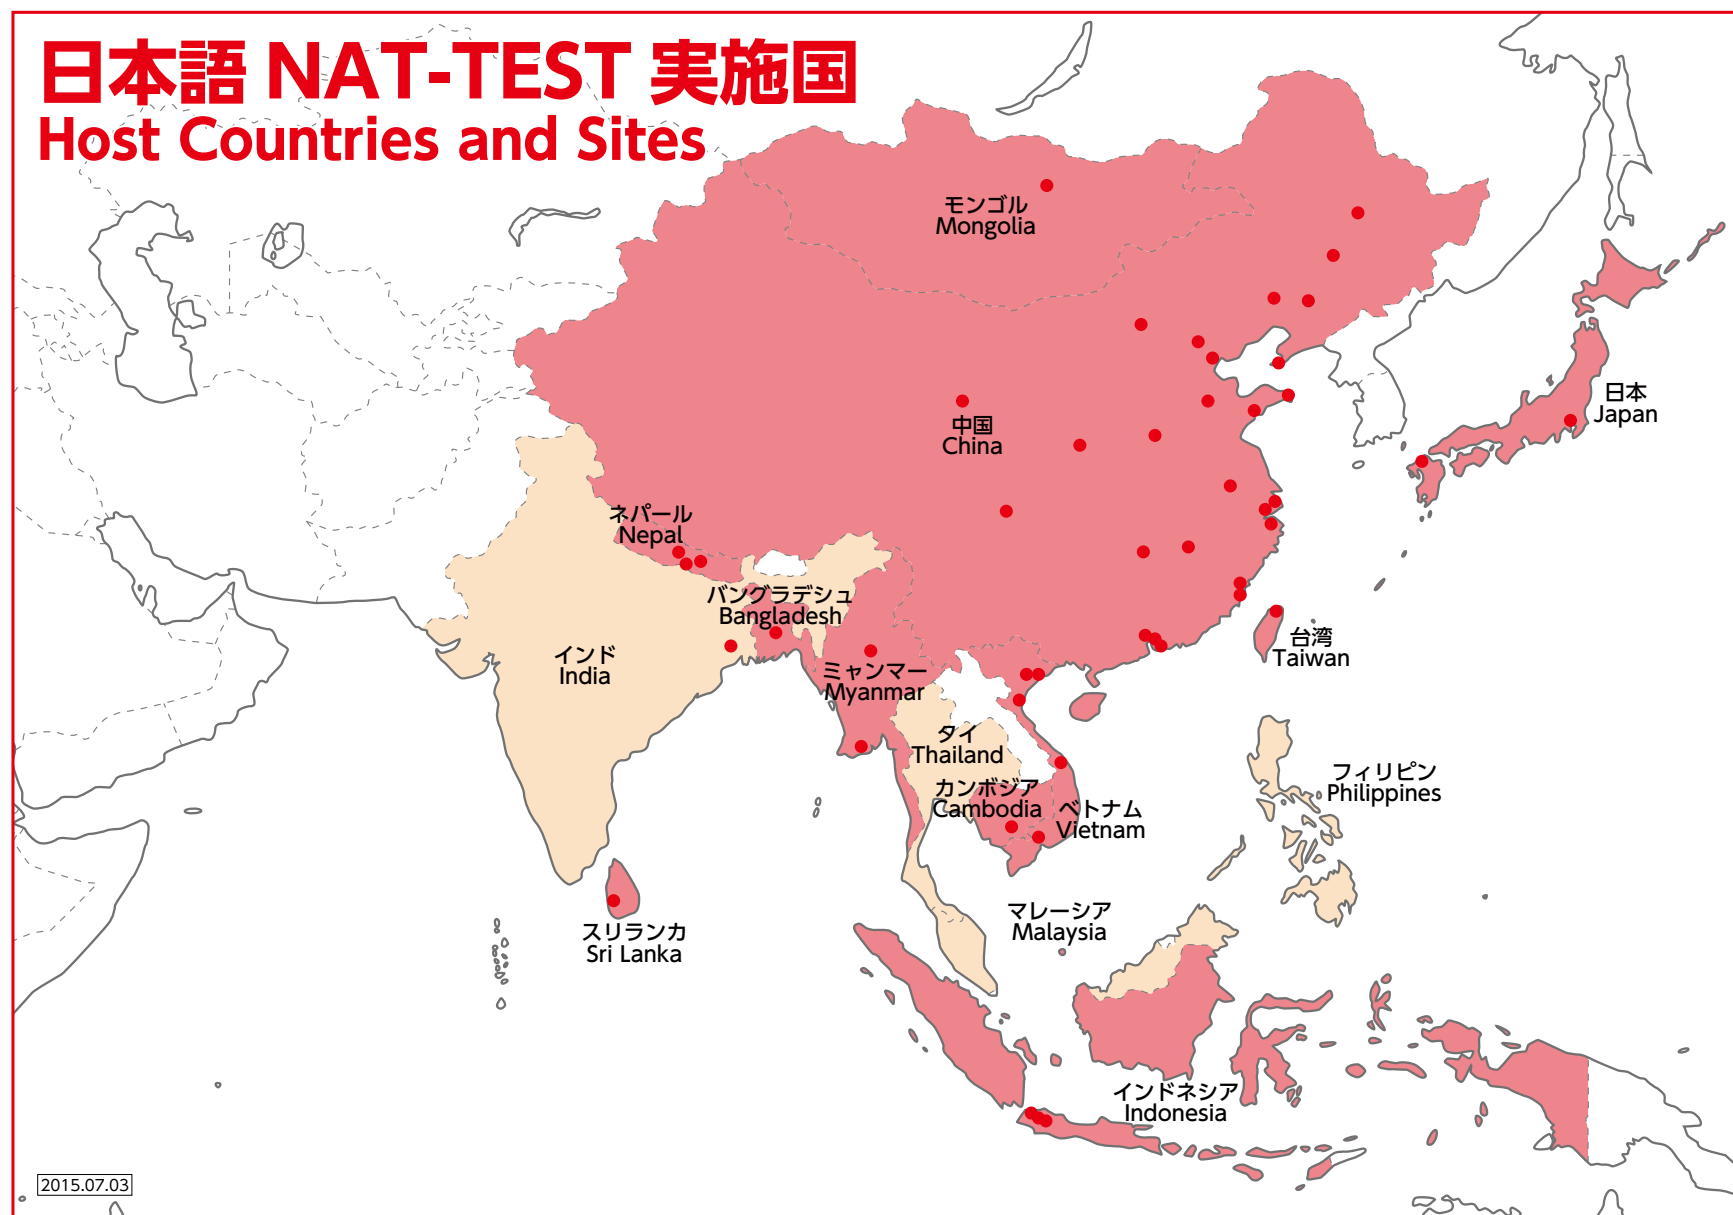 日本語 NAT-TEST 実施国
Host Countries and Sites
モンゴル
Mongolia
日本
Japan
中国
China
ネパール
Nepal
バングラデシュ
Bangladesh
インド
India
台湾
Taiwan
ミャンマー
Myanmar
タイ
Thailand
カンボジア
Cambodia
ベトナム
Vietnam
フィリピン
Philippines
スリランカ
Sri Lanka
マレーシア
Malaysia
インドネシア
Indonesia
2015.07.03